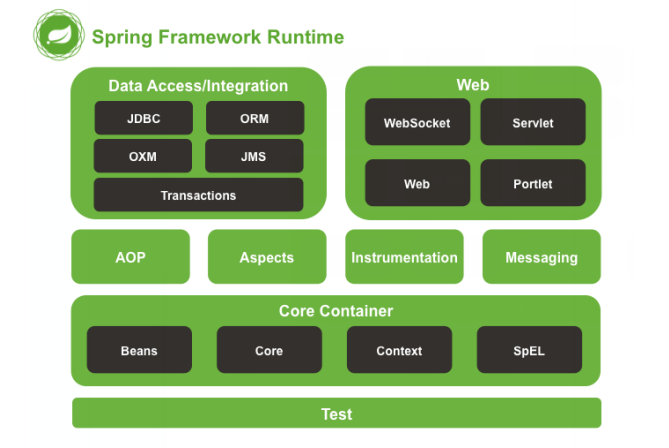 Spring Framework Runtime
Data Access/Integration
JDBC
ORM
OXM
JMS
Transactions
Web
WebSocket
Servlet
Web
Portlet
AOP
Aspects
Instrumentation
Messaging
Core Container
Beans
Core
Context
SpEL
Test